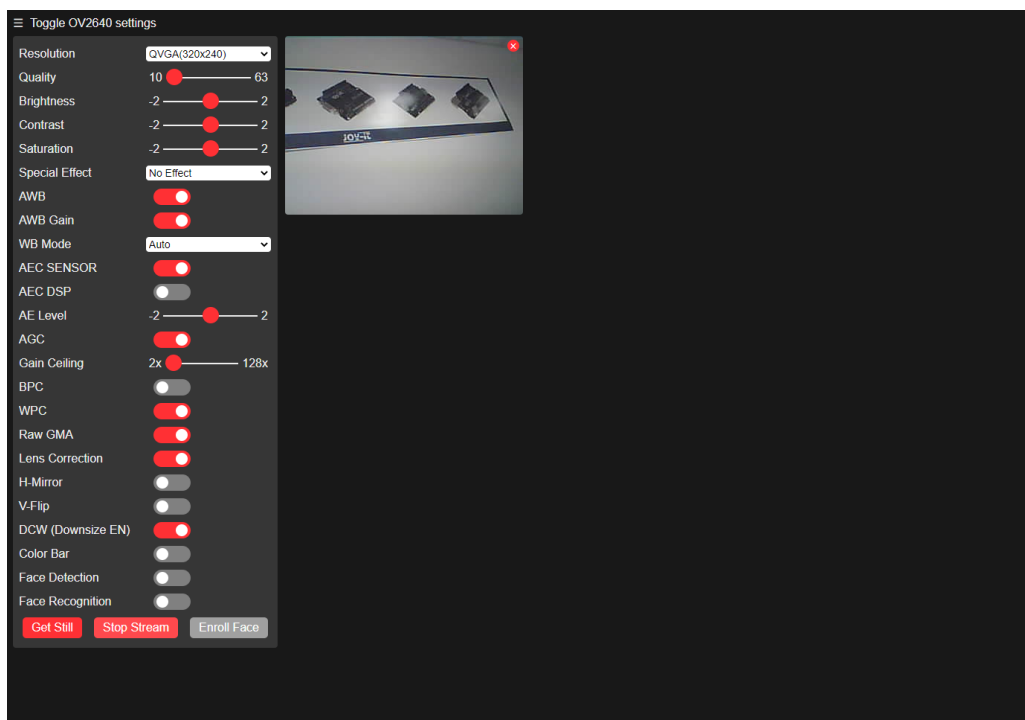 ☰ Toggle OV2640 settings
Resolution QVGA(320x240)
Quality 10 63
Brightness -2 2
Contrast -2 2
Saturation -2 2
Special Effect No Effect
AWB
AWB Gain
WB Mode Auto
AEC SENSOR
AEC DSP
AE Level -2 2
AGC
Gain Ceiling 2x 128x
BPC
WPC
Raw GMA
Lens Correction
H-Mirror
V-Flip
DCW (Downsize EN)
Color Bar
Face Detection
Face Recognition
Get Still Stop Stream Enroll Face
JOY-IT